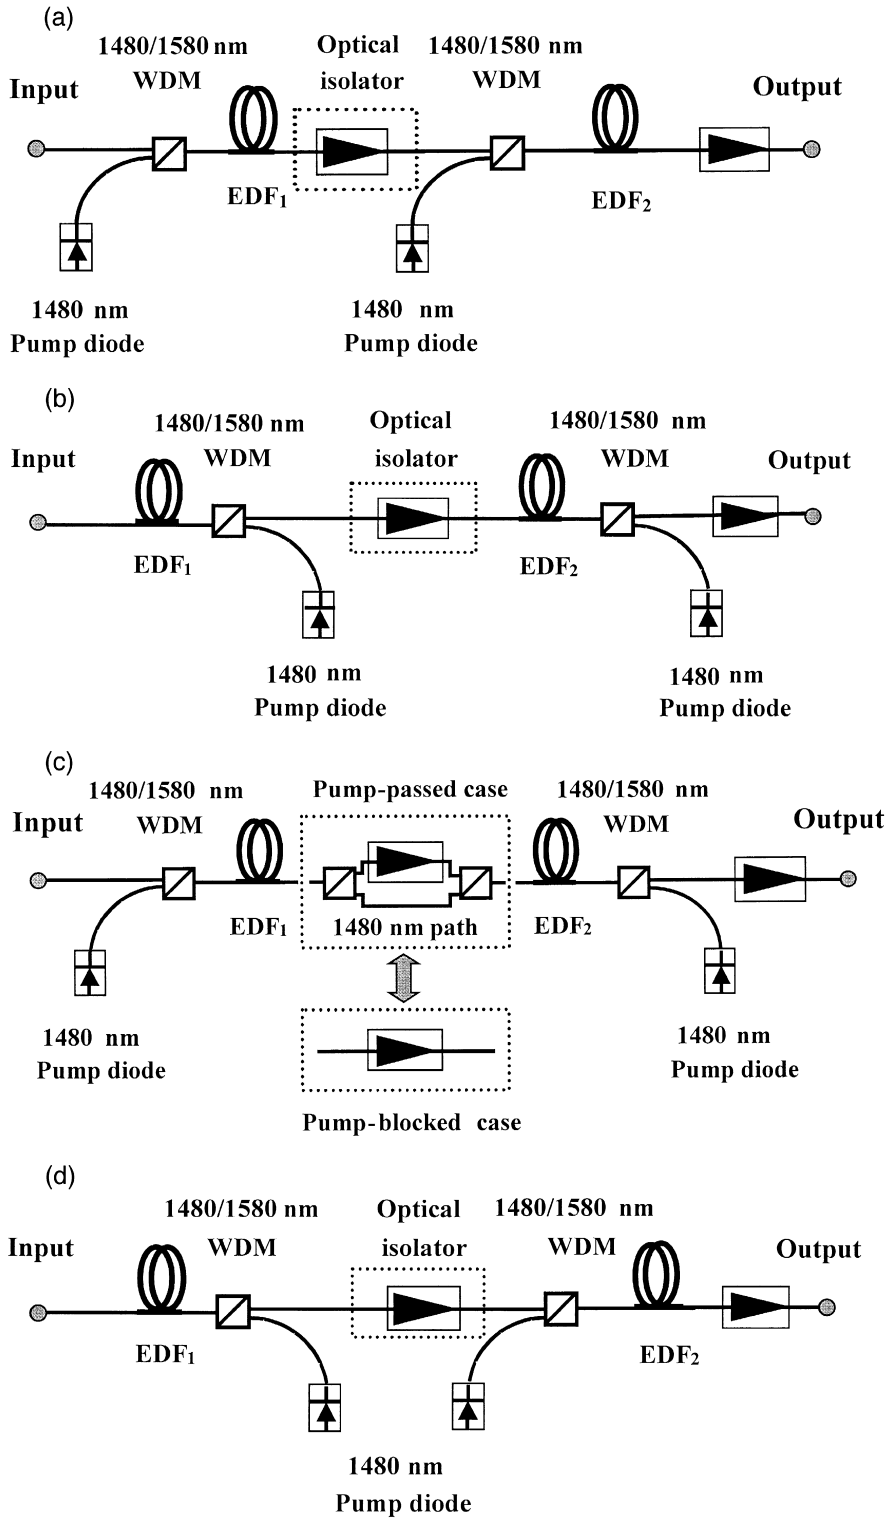 (a)
1480/1580 nm
WDM
Optical
isolator
1480/1580 nm
WDM
Input
Output
EDF1
EDF2
1480 nm
Pump diode
1480 nm
Pump diode
(b)
1480/1580 nm
WDM
Optical
isolator
1480/1580 nm
WDM
Input
Output
EDF1
EDF2
1480 nm
Pump diode
1480 nm
Pump diode
(c)
1480/1580 nm
WDM
Pump-passed case
1480/1580 nm
WDM
Input
Output
EDF1
1480 nm path
EDF2
1480 nm
Pump diode
1480 nm
Pump diode
Pump-blocked case
(d)
1480/1580 nm
WDM
Optical
isolator
1480/1580 nm
WDM
Input
Output
EDF1
EDF2
1480 nm
Pump diode